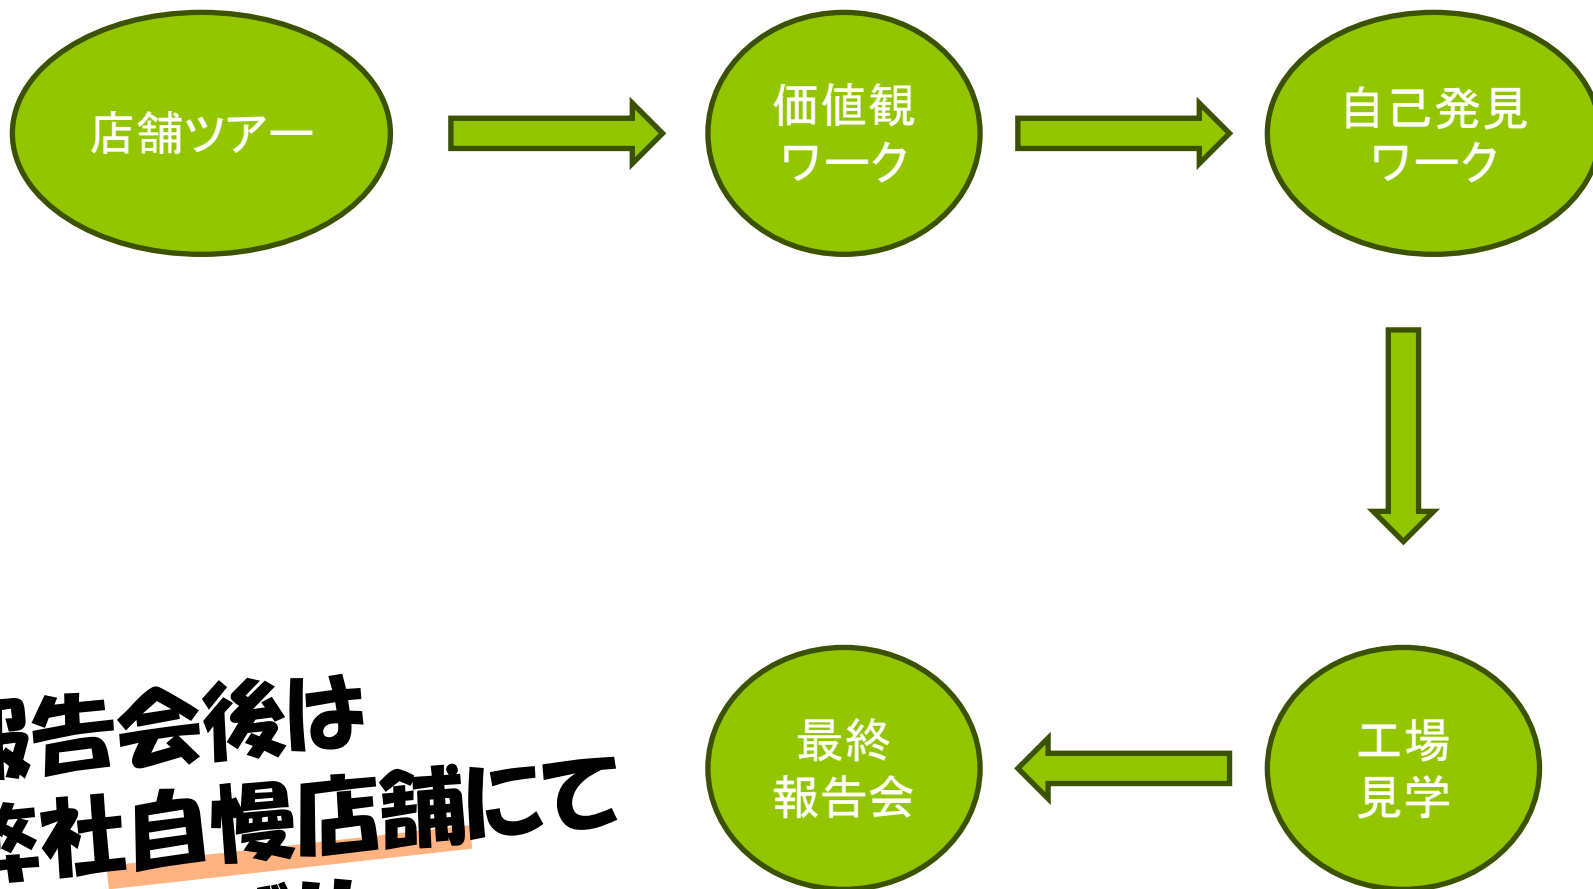 店舗ツアー
価値観
ワーク
自己発見
ワーク
工場
見学
最終
報告会
報告会後は
弊社自慢店舗にて